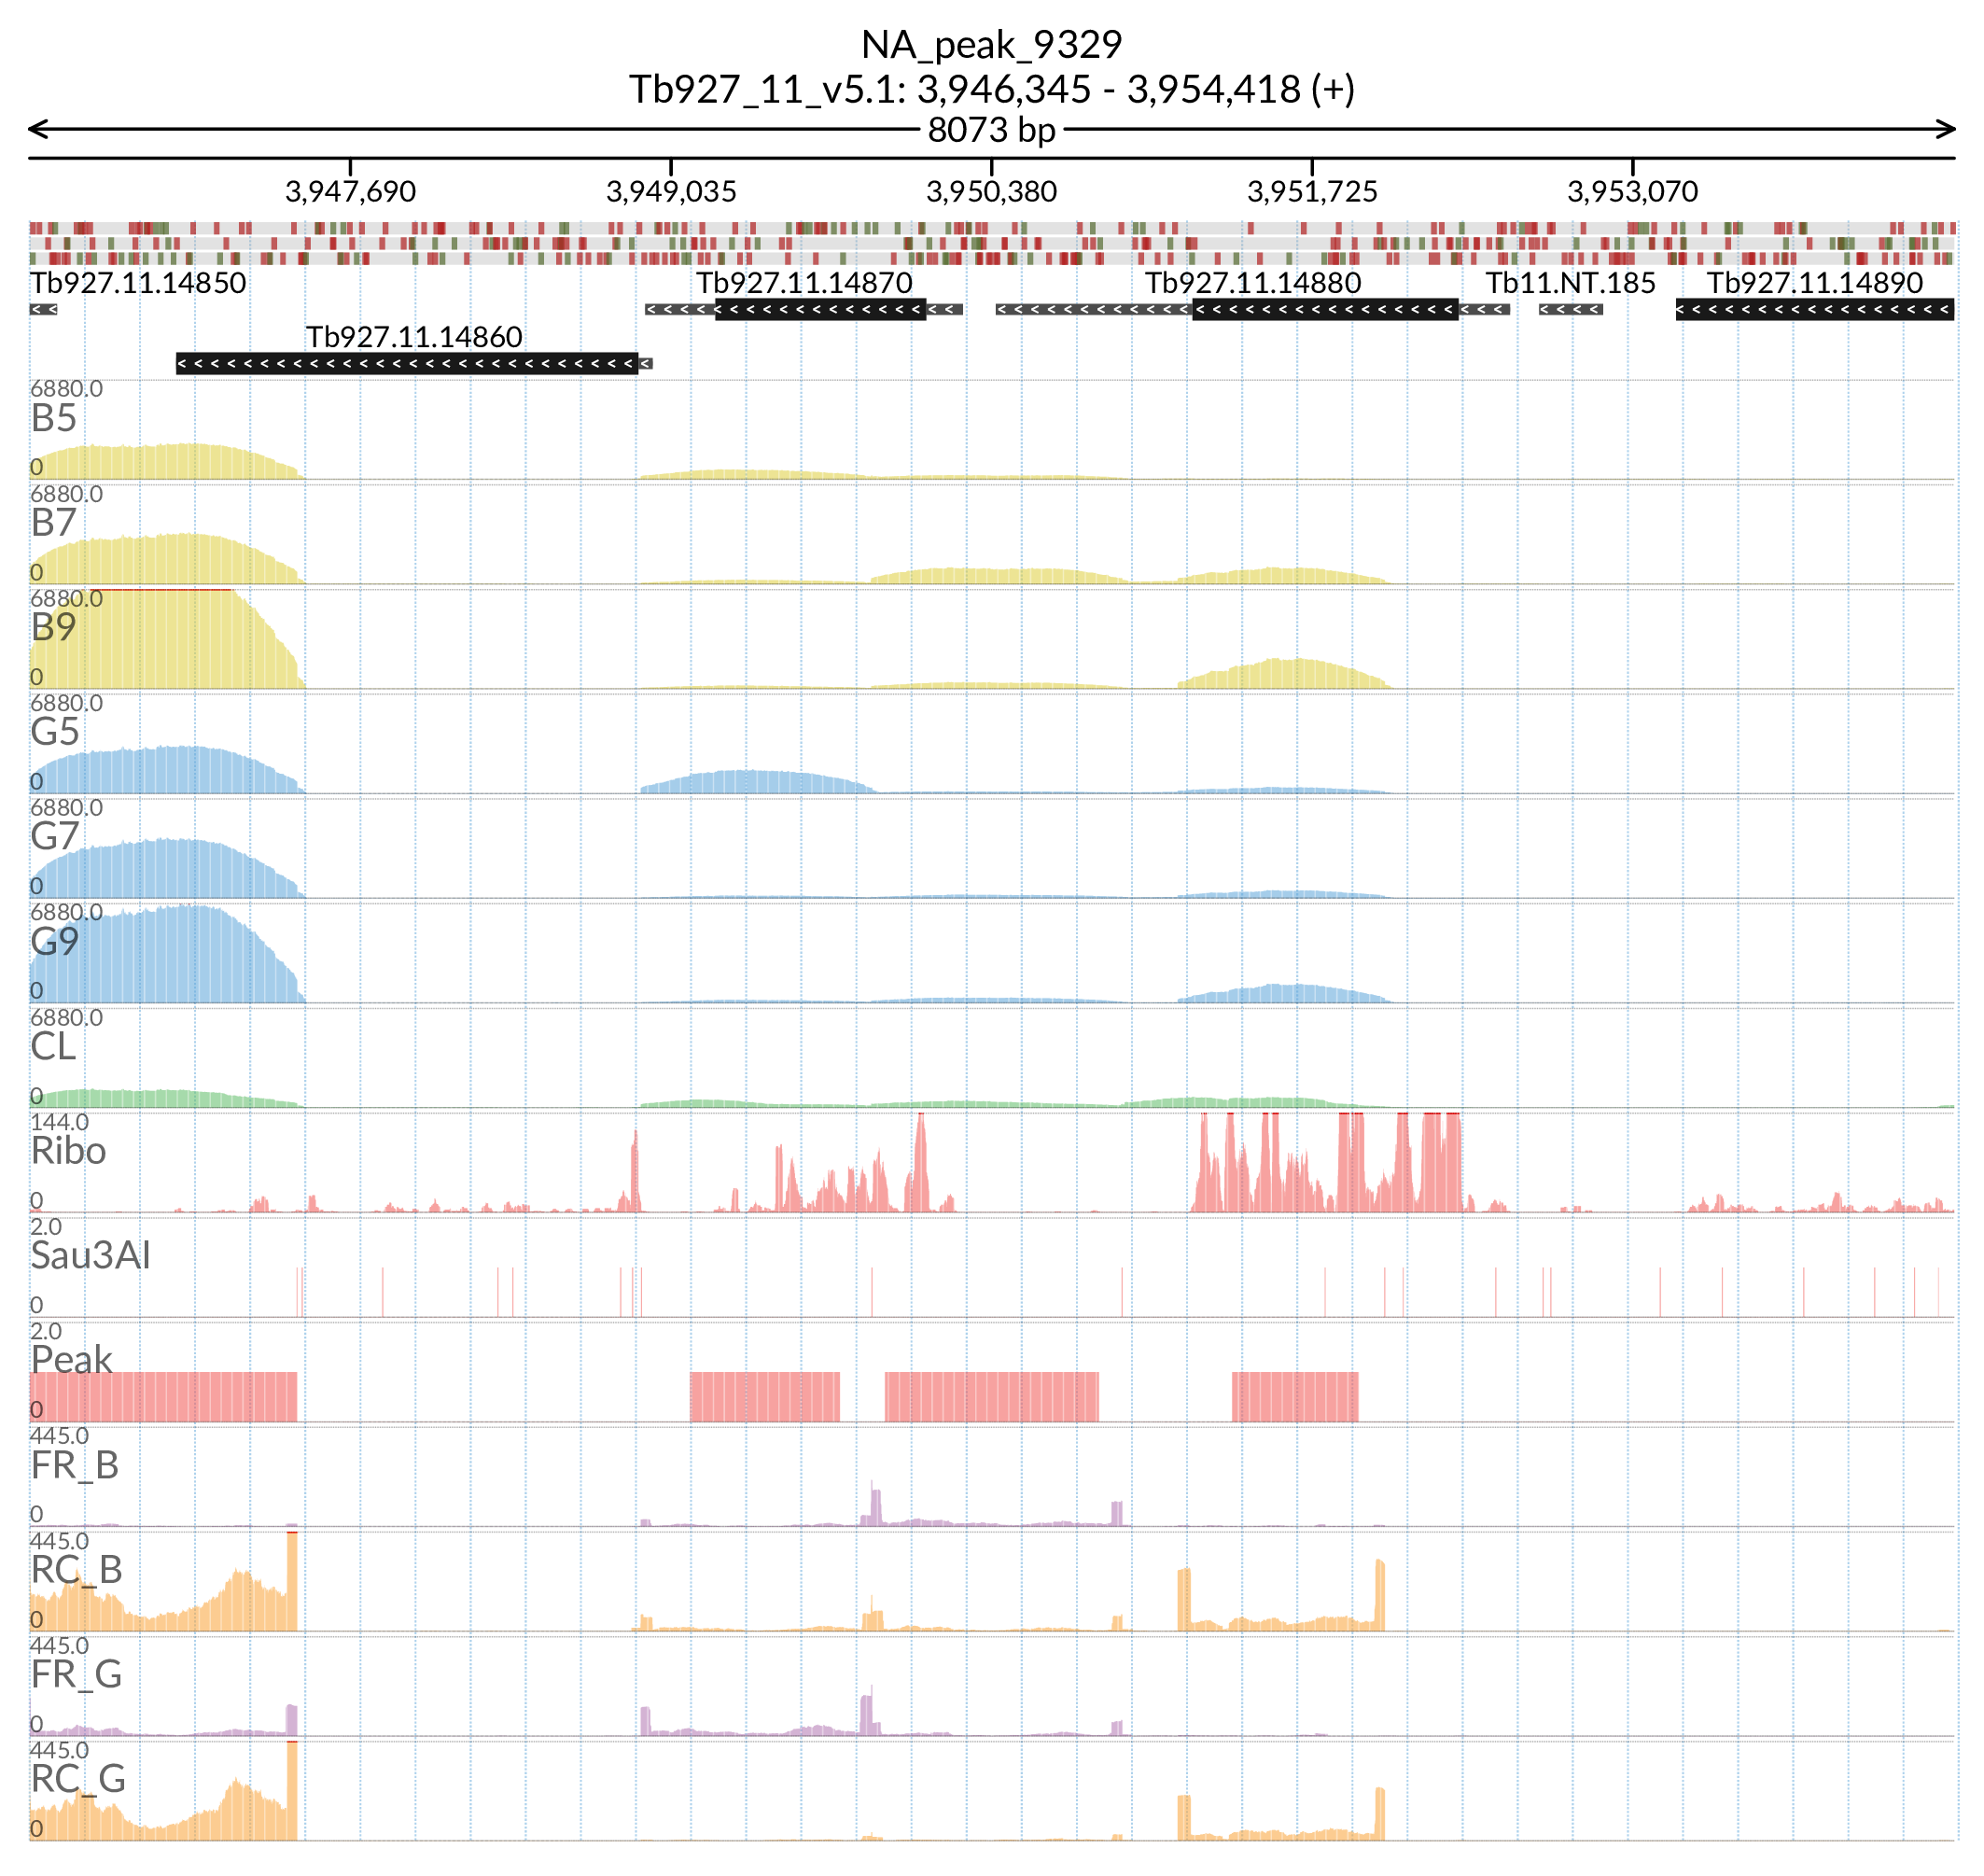 NA_peak_9329
Tb927_11_v5.1: 3,946,345 - 3,954,418 (+)
8073 bp
3,947,690 3,949,035 3,950,380 3,951,725 3,953,070
Tb927.11.14850 Tb927.11.14870 Tb927.11.14880 Tb11.NT.185 Tb927.11.14890
Tb927.11.14860
6880.0
B5
0
6880.0
B7
0
6880.0
B9
0
6880.0
G5
0
6880.0
G7
0
6880.0
G9
0
6880.0
CL
0
144.0
Ribo
0
2.0
Sau3AI
0
2.0
Peak
0
445.0
FR_B
0
445.0
RC_B
0
445.0
FR_G
0
445.0
RC_G
0